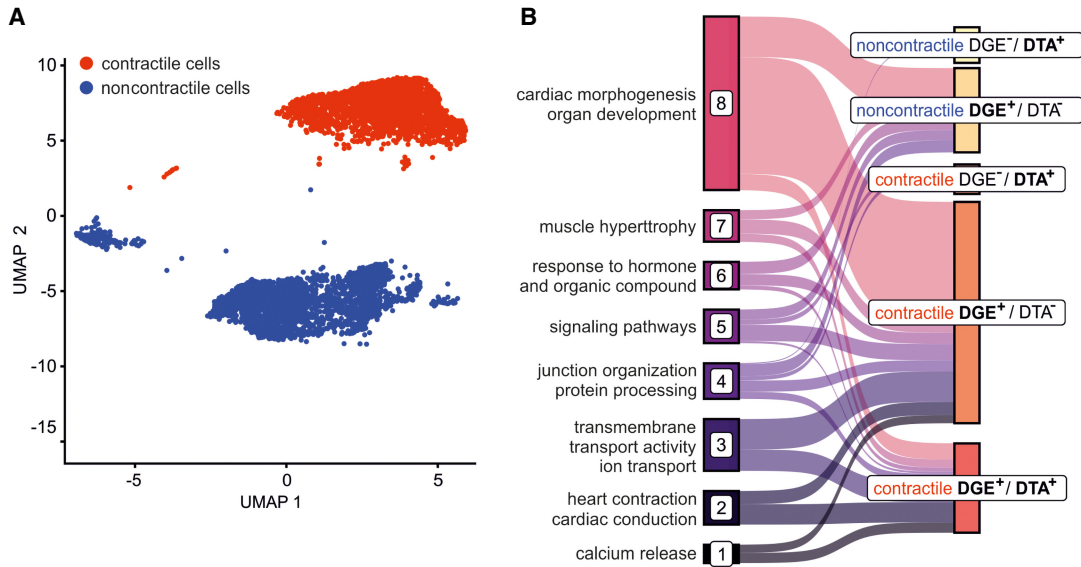 A
contractile cells
noncontractile cells
10
5
0
-5
-10
-15
UMAP 2
-5
0
5
UMAP 1
B
cardiac morphogenesis
organ development
8
muscle hyperttrophy
7
response to hormone
and organic compound
6
signaling pathways
5
junction organization
protein processing
4
transmembrane
transport activity
ion transport
3
heart contraction
cardiac conduction
2
calcium release
1
noncontractile DGE⁻/ DTA⁺
noncontractile DGE⁺/ DTA⁻
contractile DGE⁻/ DTA⁺
contractile DGE⁺/ DTA⁻
contractile DGE⁺/ DTA⁺